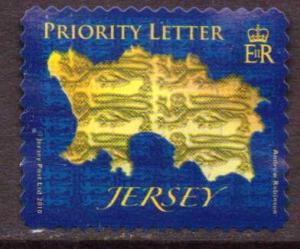 PRIORITY LETTER
EIIR
© Jersey Post Ltd 2010
Andrew Robinson
JERSEY